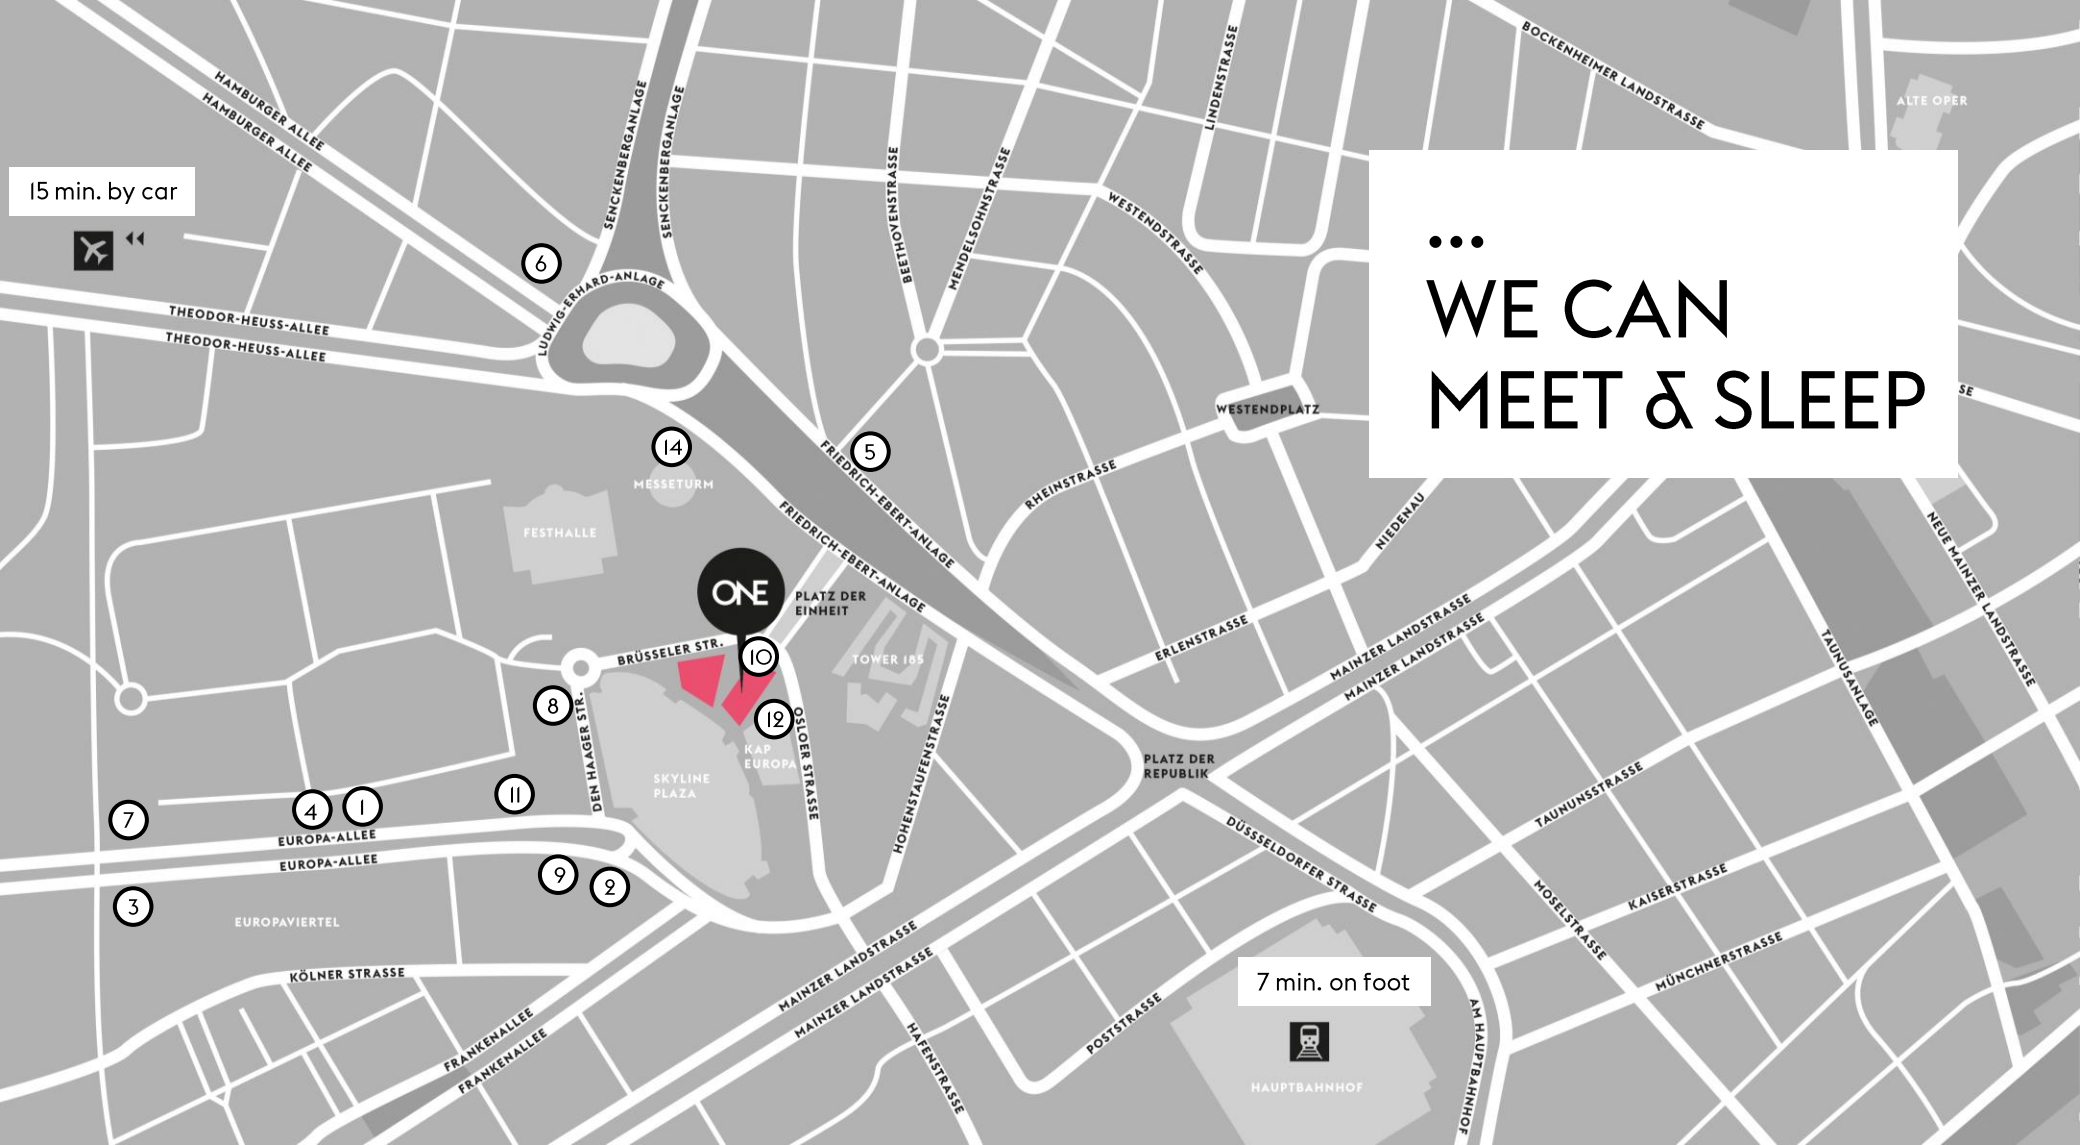 HAMBURGER ALLEE
HAMBURGER ALLEE
SENCKENBERGANLAGE
SENCKENBERGANLAGE
BEETHOVENSTRASSE
MENDELSOHNSTRASSE
LINDENSTRASSE
BOCKENHEIMER LANDSTRASSE
ALTE OPER
15 min. by car
WESTENDSTRASSE
...
WE CAN
MEET & SLEEP
6
LUDWIG-ERHARD-ANLAGE
THEODOR-HEUSS-ALLEE
THEODOR-HEUSS-ALLEE
SE
WESTENDPLATZ
14
MESSETURM
5
FRIEDRICH-EBERT-ANLAGE
FRIEDRICH-EBERT-ANLAGE
RHEINSTRASSE
NIEDENAU
FESTHALLE
NEUE MAINZER LANDSTRASSE
ONE
PLATZ DER
EINHEIT
BRÜSSELER STR.
10
TOWER 185
ERLENSTRASSE
MAINZER LANDSTRASSE
MAINZER LANDSTRASSE
TAUNUSANLAGE
8
12
DEN HAAGER STR.
OSLOER STRASSE
HOHENSTAUFENSTRASSE
KAP
EUROPA
SKYLINE
PLAZA
PLATZ DER
REPUBLIK
TAUNUNSSTRASSE
7
4
1
11
EUROPA-ALLEE
EUROPA-ALLEE
DÜSSSELDORFER STRASSE
9
2
3
EUROPAVIERTEL
MOSELSTRASSE
KAISERSTRASSE
MÜNCHNERSTRASSE
KÖLNER STRASSE
MAINZER LANDSTRASSE
MAINZER LANDSTRASSE
7 min. on foot
FRANKENALLEE
FRANKENALLEE
HAFENSTRASSE
POSTSTRASSE
AM HAUPTBAHNHOF
HAUPTBAHNHOF